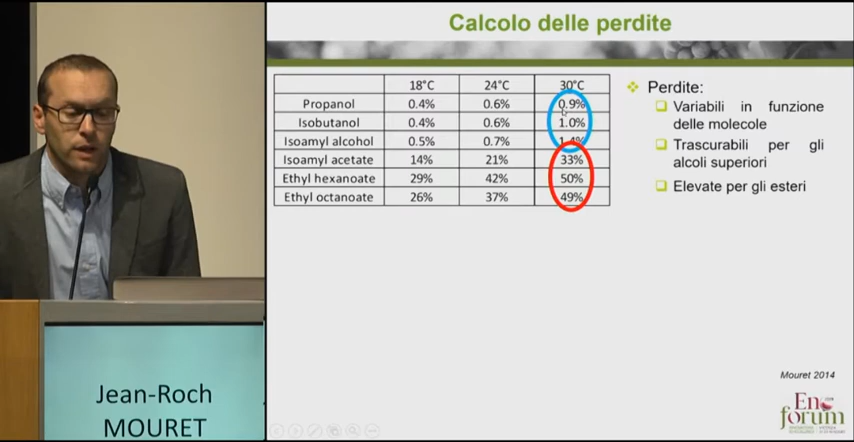 Calcolo delle perdite
18°C 24°C 30°C
Propanol 0.4% 0.6% 0.9%
Isobutanol 0.4% 0.6% 1.0%
Isoamyl alcohol 0.5% 0.7% 1.4%
Isoamyl acetate 14% 21% 33%
Ethyl hexanoate 29% 42% 50%
Ethyl octanoate 26% 37% 49%
Perdite:
Variabili in funzione
delle molecole
Trascurabili per gli
alcoli superiori
Elevate per gli esteri
Mouret 2014
Enoforum
Jean-Roch
MOURET